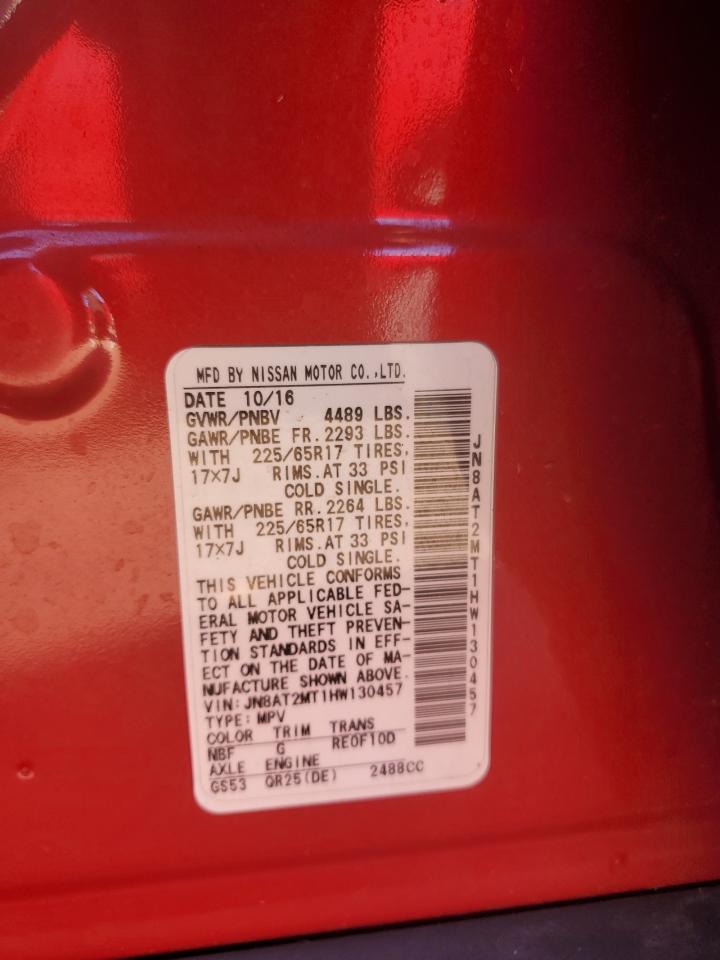 MFD BY NISSAN MOTOR CO.,LTD.
DATE 10/16
GVWR/PNBV 4489 LBS.
GAWR/PNBE FR. 2293 LBS.
WITH 225/65R17 TIRES,
17×7J RIMS.AT 33 PSI
COLD SINGLE.
GAWR/PNBE RR. 2264 LBS.
WITH 225/65R17 TIRES,
17×7J RIMS.AT 33 PSI
COLD SINGLE.
THIS VEHICLE CONFORMS
TO ALL APPLICABLE FED-
ERAL MOTOR VEHICLE SA-
FETY AND THEFT PREVEN-
TION STANDARDS IN EFF-
ECT ON THE DATE OF MA-
NUFACTURE SHOWN ABOVE.
VIN: JN8AT2MT1HW130457
TYPE: MPV
COLOR TRIM TRANS
NBF G RE0F10D
AXLE ENGINE
GS53 QR25(DE) 2488CC
JN8AT2MT1HW130457